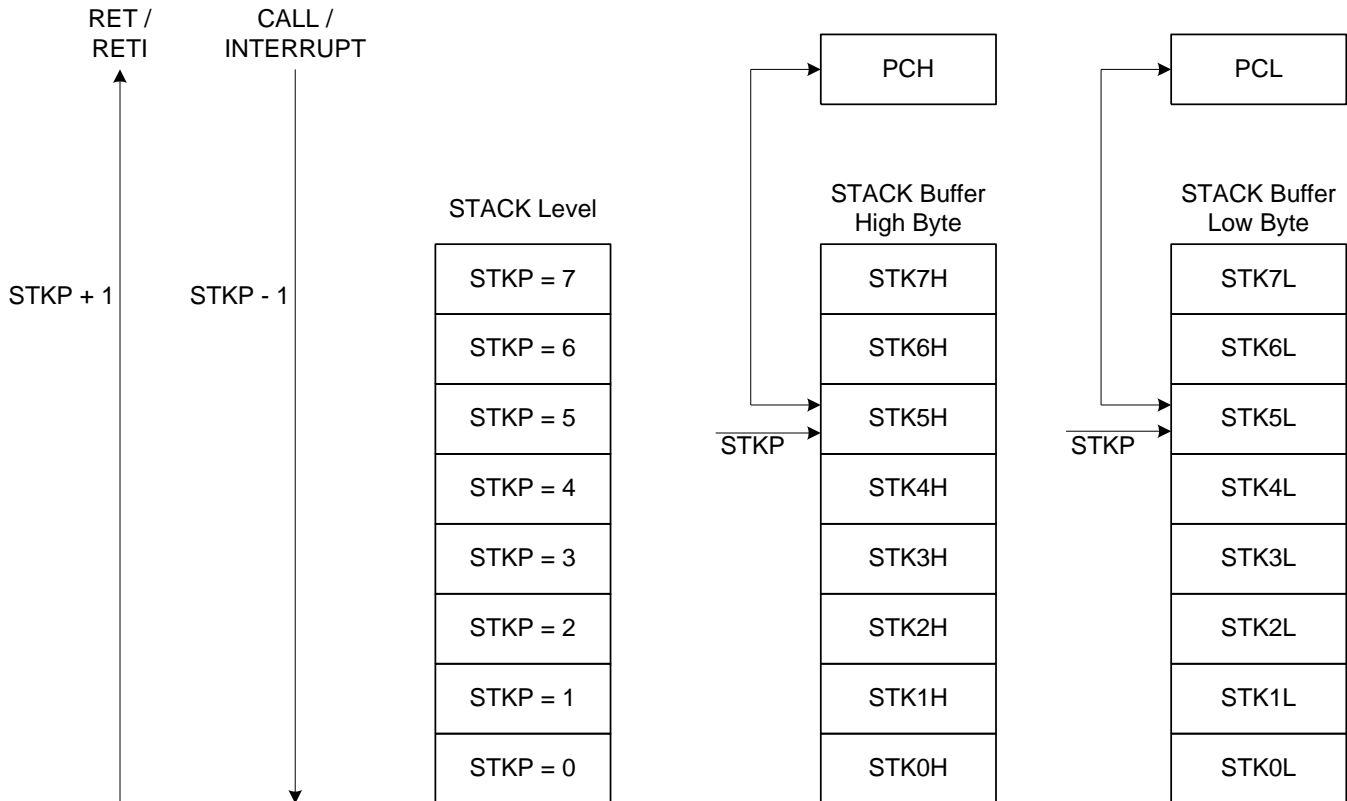 RET /
RETI
CALL /
INTERRUPT
PCH
PCL
STACK Level
STACK Buffer
High Byte
STACK Buffer
Low Byte
STKP + 1
STKP - 1
STKP = 7
STK7H
STK7L
STKP = 6
STK6H
STK6L
STKP = 5
STKP
STK5H
STKP
STK5L
STKP = 4
STK4H
STK4L
STKP = 3
STK3H
STK3L
STKP = 2
STK2H
STK2L
STKP = 1
STK1H
STK1L
STKP = 0
STK0H
STK0L